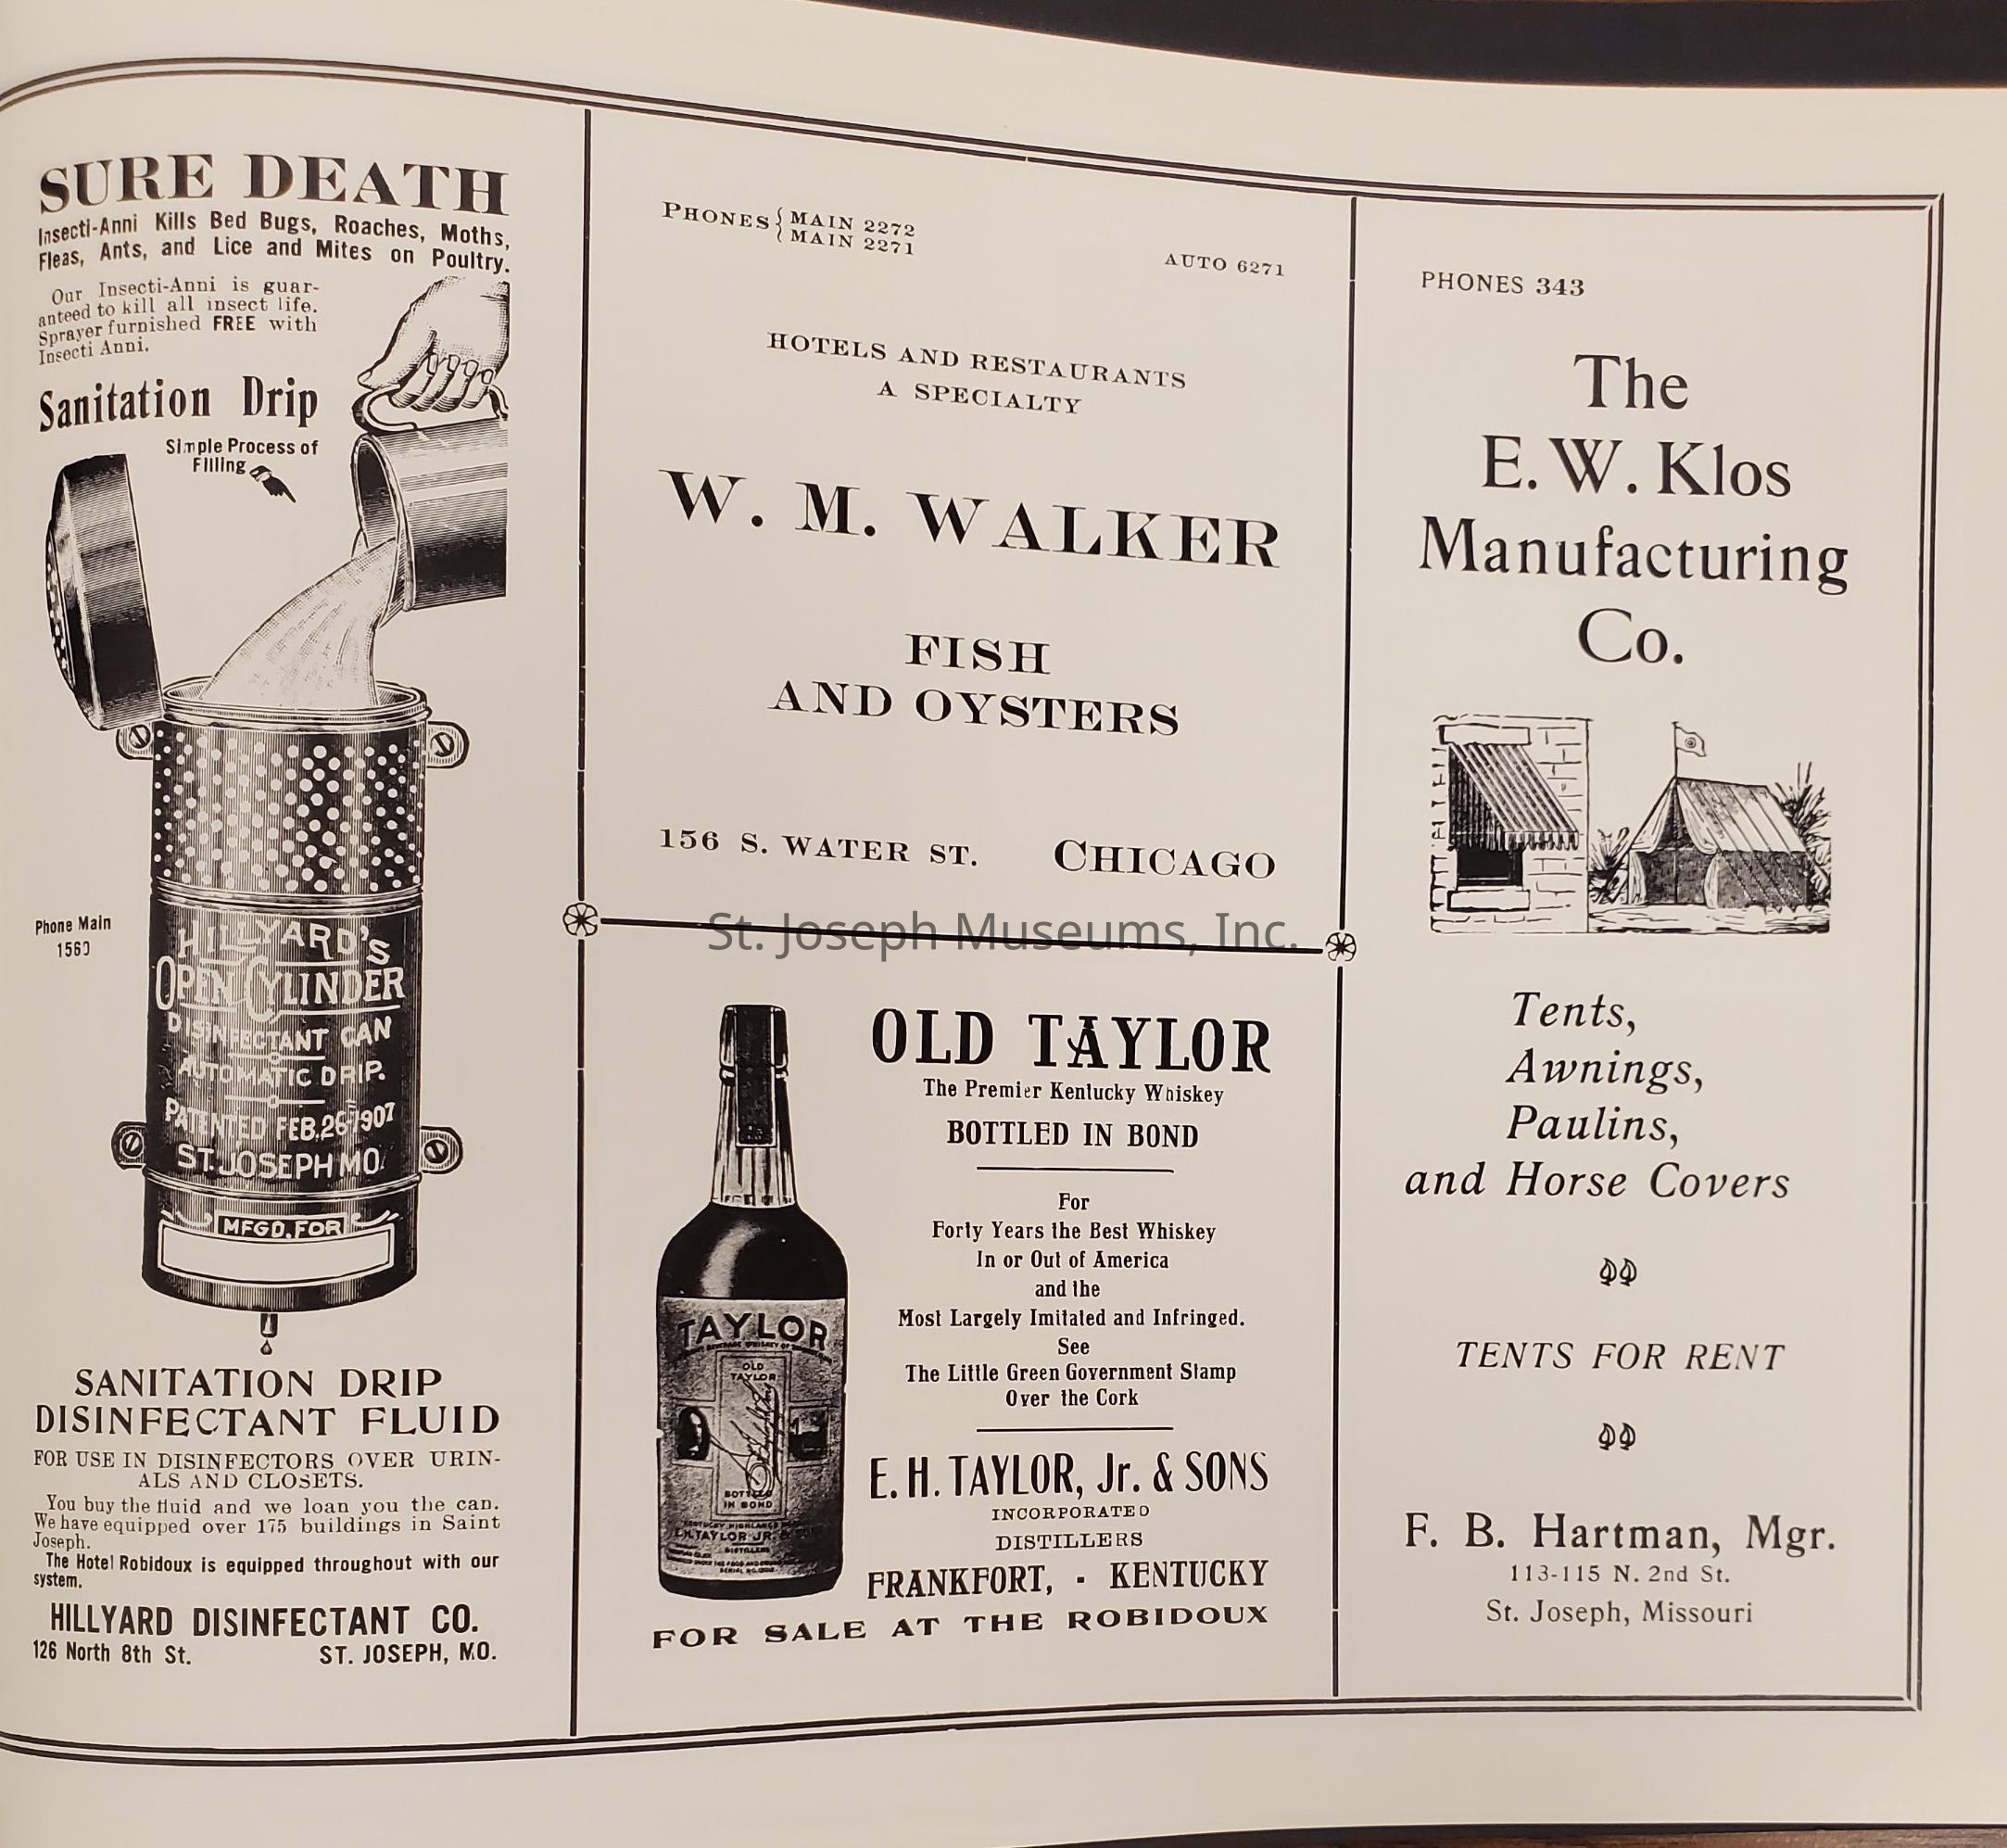 SURE DEATH
Insecti-Anni Kills Bed Bugs, Roaches, Moths,
Fleas, Ants, and Lice and Mites on Poultry.
Our Insecti-Anni is guar-
anteed to kill all insect life.
Sprayer furnished FREE with
Insecti Anni.
Sanitation Drip
Simple Process of
Filling
Phone Main
1560
HILLYARD'S
OPEN CYLINDER
DISINFECTANT CAN
AUTOMATIC DRIP.
PATENTED FEB. 26 1907
ST. JOSEPH MO.
MFGD. FOR
SANITATION DRIP
DISINFECTANT FLUID
FOR USE IN DISINFECTORS OVER URIN-
ALS AND CLOSETS.
You buy the fluid and we loan you the can.
We have equipped over 175 buildings in Saint
Joseph.
The Hotel Robidoux is equipped throughout with our
system.
HILLYARD DISINFECTANT CO.
126 North 8th St. ST. JOSEPH, MO.
PHONES { MAIN 2272
MAIN 2271
AUTO 6271
HOTELS AND RESTAURANTS
A SPECIALTY
W. M. WALKER
FISH
AND OYSTERS
156 S. WATER ST. CHICAGO
St. Joseph Museums, Inc.
OLD TAYLOR
The Premier Kentucky Whiskey
BOTTLED IN BOND
For
Forty Years the Best Whiskey
In or Out of America
and the
Most Largely Imitated and Infringed.
See
The Little Green Government Stamp
Over the Cork
E. H. TAYLOR, Jr. & SONS
INCORPORATED
DISTILLERS
FRANKFORT, - KENTUCKY
FOR SALE AT THE ROBIDOUX
TAYLOR
OLD
TAYLOR
BOTTLED
IN BOND
E.H. TAYLOR JR. & SONS
DISTILLERS
PHONES 343
The
E. W. Klos
Manufacturing
Co.
Tents,
Awnings,
Paulins,
and Horse Covers
TENTS FOR RENT
F. B. Hartman, Mgr.
113-115 N. 2nd St.
St. Joseph, Missouri